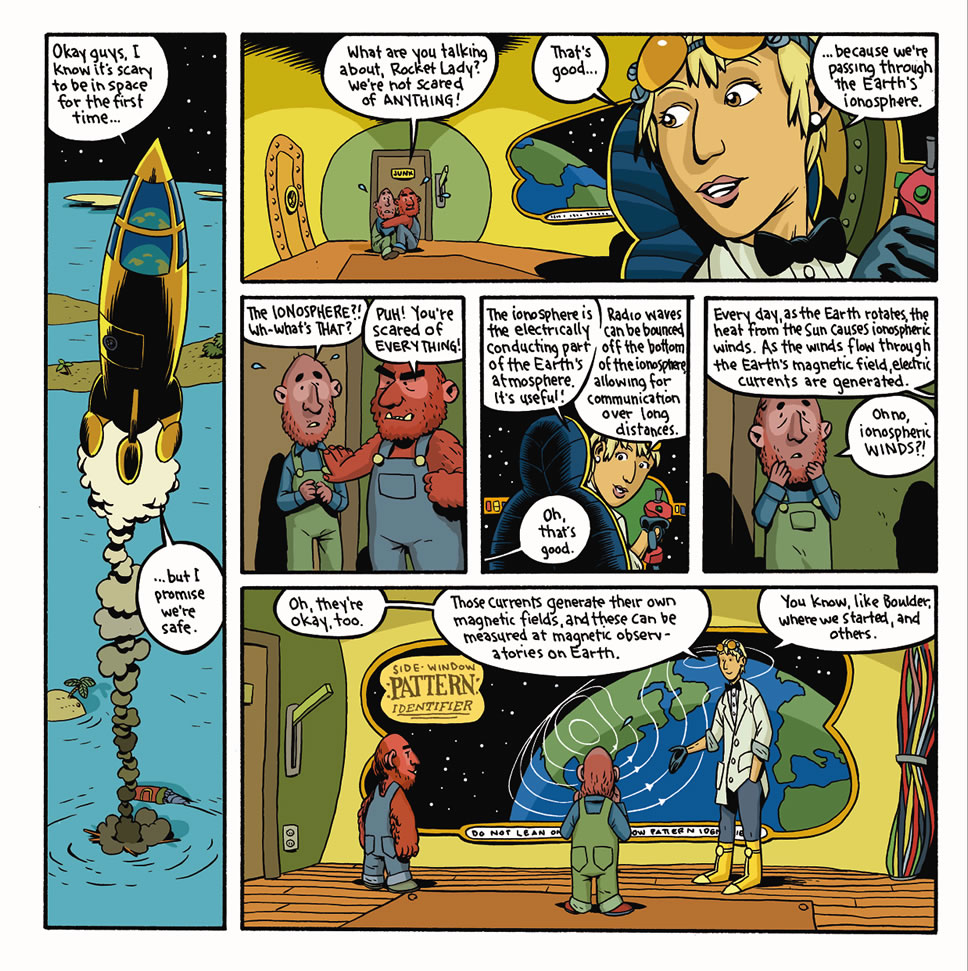 Okay guys, I
know it's scary
to be in space
for the first
time...
...but I
promise
we're
safe.
What are you talking
about, Rocket Lady?
We're not scared
of ANYTHING!
JUNK
That's
good...
...because we're
passing through
the Earth's
ionosphere.
The IONOSPHERE?!
Wh-what's THAT?
PUH! You're
scared of
EVERYTHING!
The ionosphere is
the electrically
conducting part
of the Earth's
atmosphere.
It's useful!
Radio waves
can be bounced
off the bottom
of the ionosphere,
allowing for
communication
over long
distances.
Oh,
that's
good.
Every day, as the Earth rotates, the
heat from the Sun causes ionospheric
winds. As the winds flow through
the Earth's magnetic field, electric
currents are generated.
Oh no,
ionospheric
WINDS?!
Oh, they're
okay, too.
Those currents generate their own
magnetic fields, and these can be
measured at magnetic observ-
atories on Earth.
You know, like Boulder,
where we started, and
others.
SIDE-WINDOW
PATTERN
IDENTIFIER
DO NOT LEAN ON
OW PATTERN IDEN